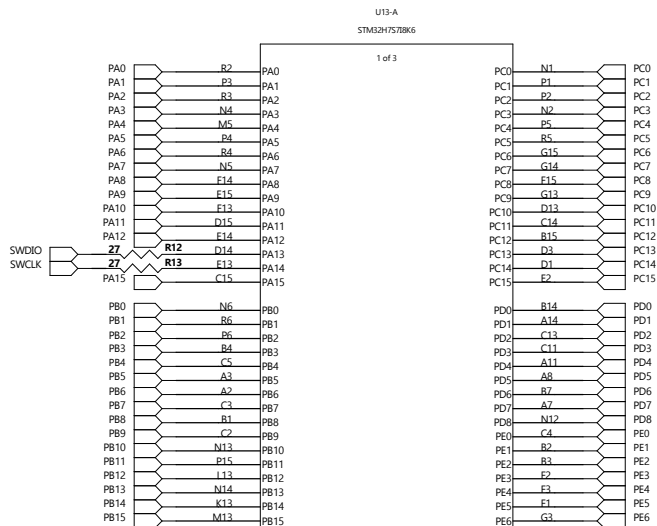 U13-A
STM32H7S7I8K6
1 of 3
PA0 R2 PA0 PC0 N1 PC0
PA1 P3 PA1 PC1 P1 PC1
PA2 R3 PA2 PC2 P2 PC2
PA3 N4 PA3 PC3 N2 PC3
PA4 M5 PA4 PC4 P5 PC4
PA5 P4 PA5 PC5 R5 PC5
PA6 R4 PA6 PC6 G15 PC6
PA7 N5 PA7 PC7 G14 PC7
PA8 F14 PA8 PC8 F15 PC8
PA9 E15 PA9 PC9 G13 PC9
PA10 F13 PA10 PC10 D13 PC10
PA11 D15 PA11 PC11 C14 PC11
PA12 E14 PA12 PC12 B15 PC12
SWDIO 27 R12 D14 PA13 PC13 D3 PC13
SWCLK 27 R13 E13 PA14 PC14 D1 PC14
PA15 C15 PA15 PC15 E2 PC15
PB0 N6 PB0 PD0 B14 PD0
PB1 R6 PB1 PD1 A14 PD1
PB2 P6 PB2 PD2 C13 PD2
PB3 B4 PB3 PD3 C11 PD3
PB4 C5 PB4 PD4 A11 PD4
PB5 A3 PB5 PD5 A8 PD5
PB6 A2 PB6 PD6 B7 PD6
PB7 C3 PB7 PD7 A7 PD7
PB8 B1 PB8 PD8 N12 PD8
PB9 C2 PB9 PE0 C4 PE0
PB10 N13 PB10 PE1 B2 PE1
PB11 P15 PB11 PE2 B3 PE2
PB12 L13 PB12 PE3 F2 PE3
PB13 N14 PB13 PE4 F3 PE4
PB14 K13 PB14 PE5 F1 PE5
PB15 M13 PB15 PE6 G3 PE6